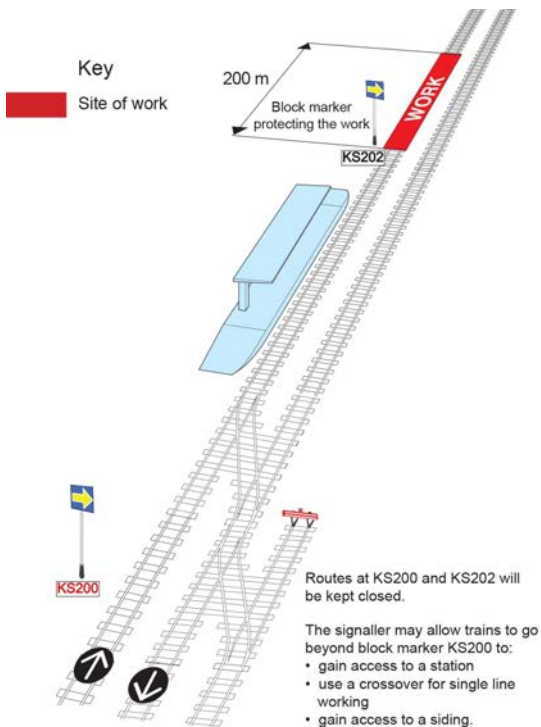 Key
Site of work
200 m
Block marker
protecting the work
WORK
KS202
KS200
Routes at KS200 and KS202 will
be kept closed.
The signaller may allow trains to go
beyond block marker KS200 to:
• gain access to a station
• use a crossover for single line
working
• gain access to a siding.